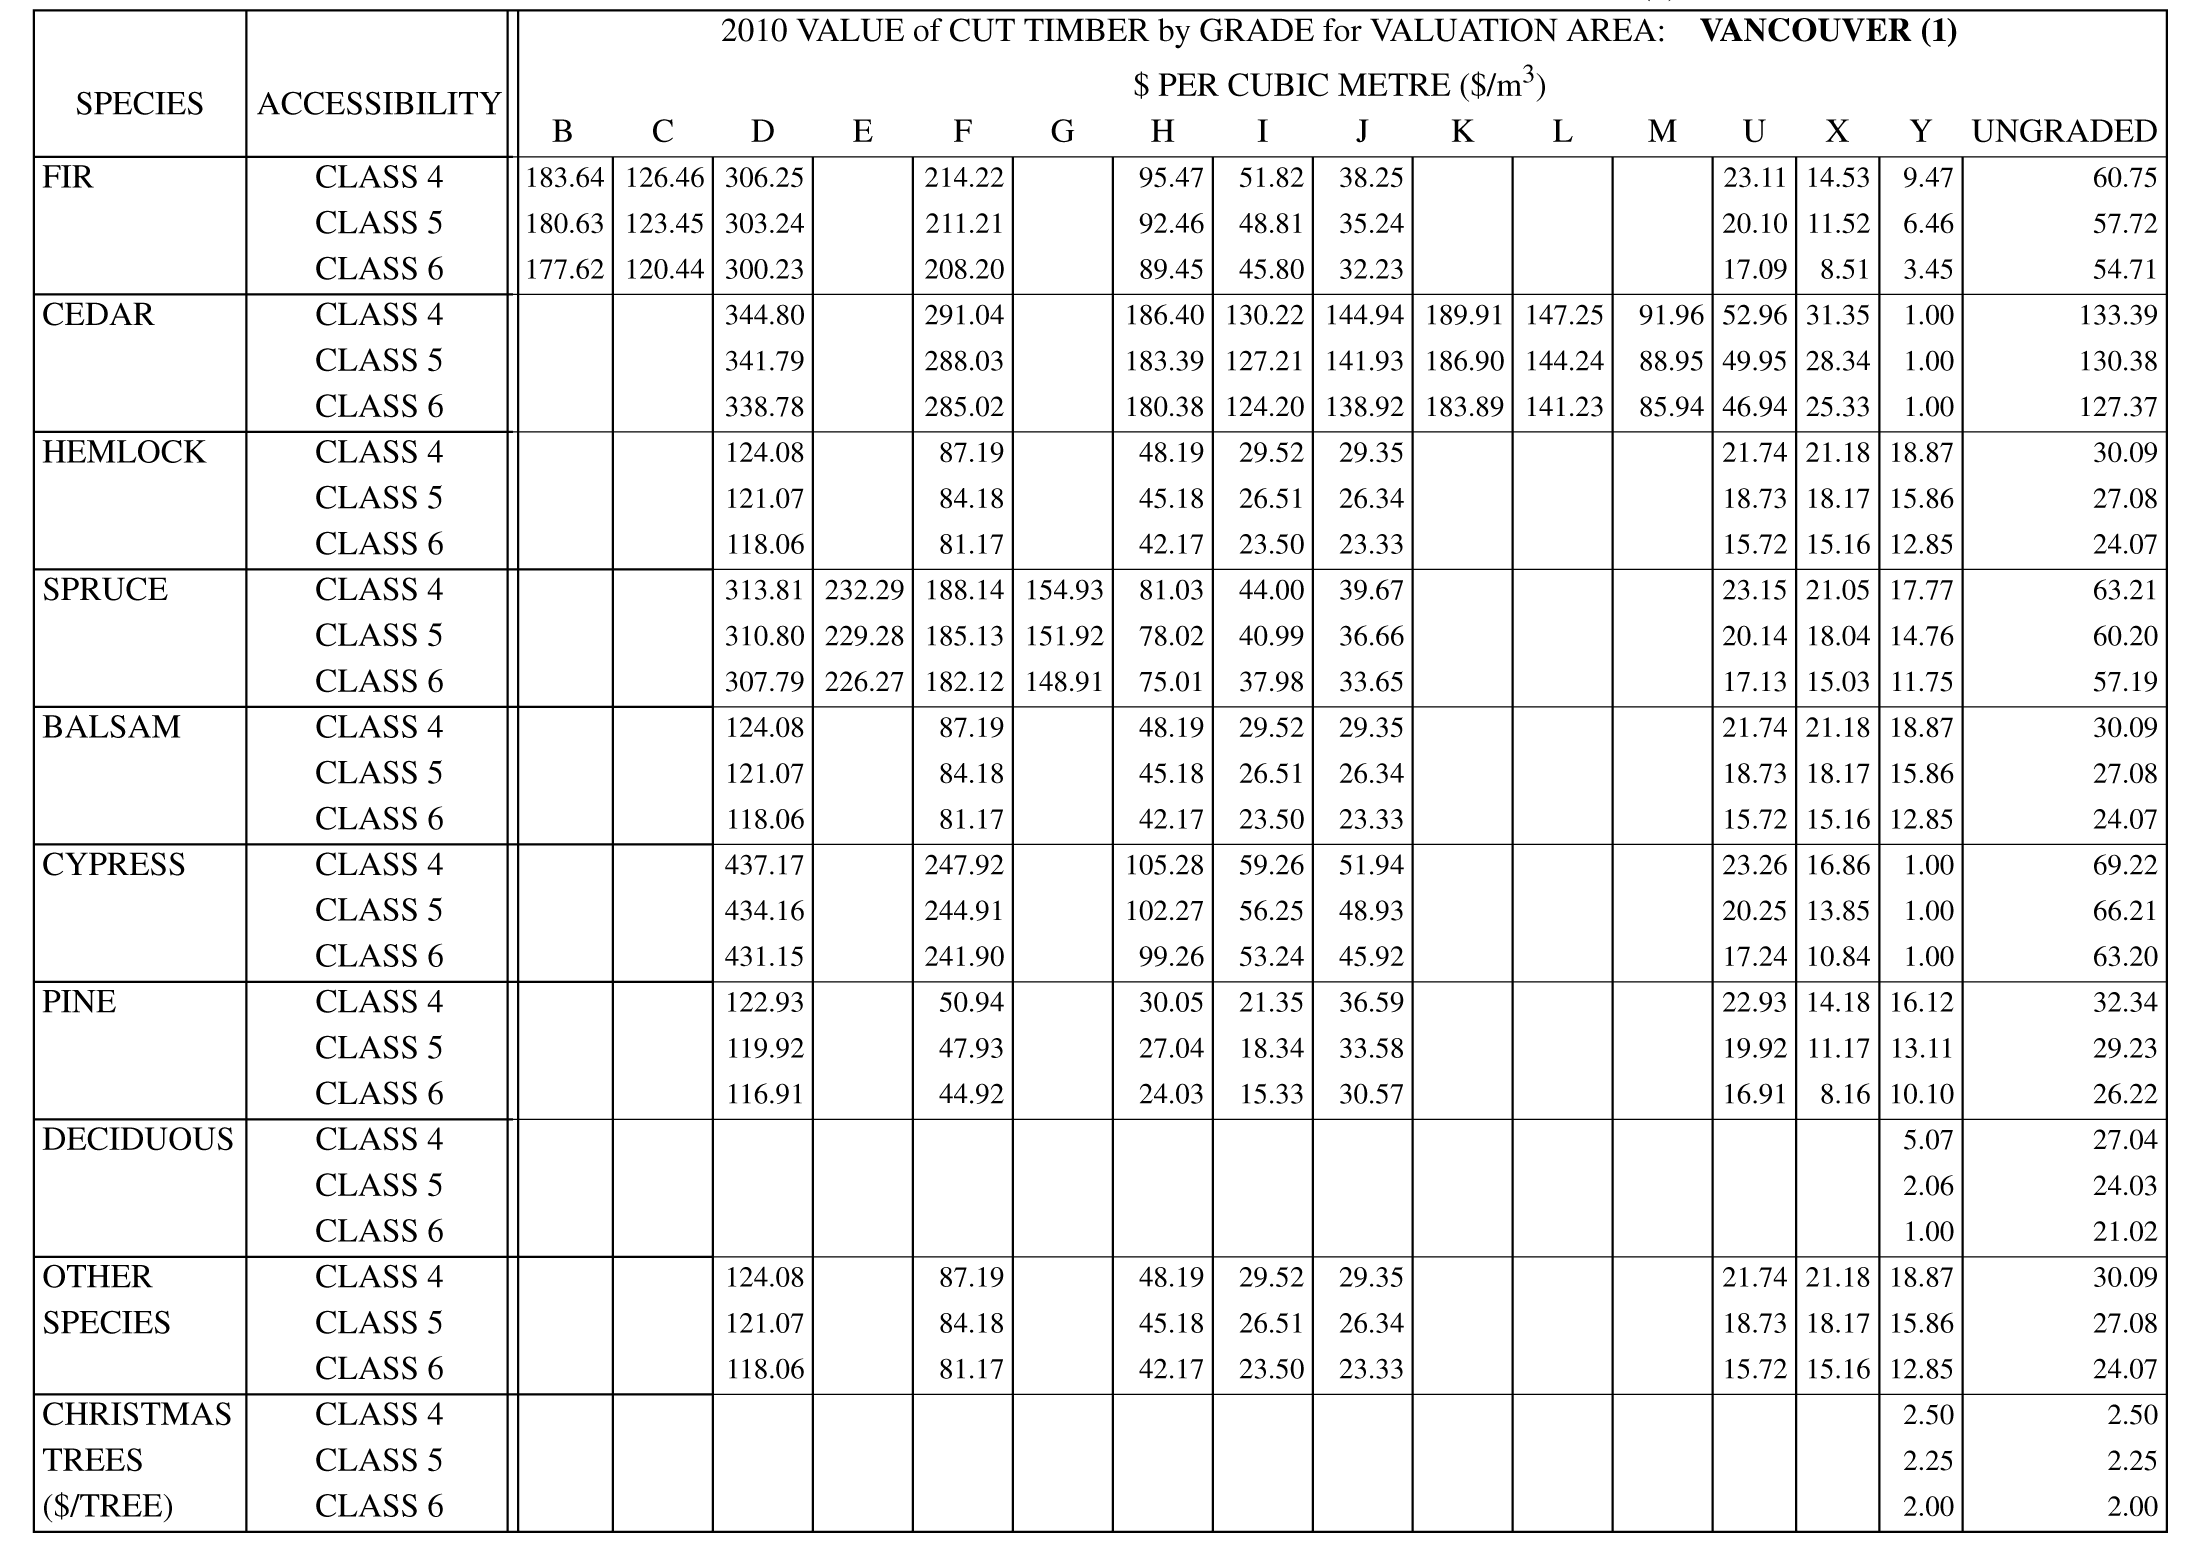 2010 VALUE of CUT TIMBER by GRADE for VALUATION AREA: VANCOUVER (1)
$ PER CUBIC METRE ($/m³)
SPECIES ACCESSIBILITY
B C D E F G H I J K L M U X Y UNGRADED
FIR CLASS 4 183.64 126.46 306.25 214.22 95.47 51.82 38.25 23.11 14.53 9.47 60.75
CLASS 5 180.63 123.45 303.24 211.21 92.46 48.81 35.24 20.10 11.52 6.46 57.72
CLASS 6 177.62 120.44 300.23 208.20 89.45 45.80 32.23 17.09 8.51 3.45 54.71
CEDAR CLASS 4 344.80 291.04 186.40 130.22 144.94 189.91 147.25 91.96 52.96 31.35 1.00 133.39
CLASS 5 341.79 288.03 183.39 127.21 141.93 186.90 144.24 88.95 49.95 28.34 1.00 130.38
CLASS 6 338.78 285.02 180.38 124.20 138.92 183.89 141.23 85.94 46.94 25.33 1.00 127.37
HEMLOCK CLASS 4 124.08 87.19 48.19 29.52 29.35 21.74 21.18 18.87 30.09
CLASS 5 121.07 84.18 45.18 26.51 26.34 18.73 18.17 15.86 27.08
CLASS 6 118.06 81.17 42.17 23.50 23.33 15.72 15.16 12.85 24.07
SPRUCE CLASS 4 313.81 232.29 188.14 154.93 81.03 44.00 39.67 23.15 21.05 17.77 63.21
CLASS 5 310.80 229.28 185.13 151.92 78.02 40.99 36.66 20.14 18.04 14.76 60.20
CLASS 6 307.79 226.27 182.12 148.91 75.01 37.98 33.65 17.13 15.03 11.75 57.19
BALSAM CLASS 4 124.08 87.19 48.19 29.52 29.35 21.74 21.18 18.87 30.09
CLASS 5 121.07 84.18 45.18 26.51 26.34 18.73 18.17 15.86 27.08
CLASS 6 118.06 81.17 42.17 23.50 23.33 15.72 15.16 12.85 24.07
CYPRESS CLASS 4 437.17 247.92 105.28 59.26 51.94 23.26 16.86 1.00 69.22
CLASS 5 434.16 244.91 102.27 56.25 48.93 20.25 13.85 1.00 66.21
CLASS 6 431.15 241.90 99.26 53.24 45.92 17.24 10.84 1.00 63.20
PINE CLASS 4 122.93 50.94 30.05 21.35 36.59 22.93 14.18 16.12 32.34
CLASS 5 119.92 47.93 27.04 18.34 33.58 19.92 11.17 13.11 29.23
CLASS 6 116.91 44.92 24.03 15.33 30.57 16.91 8.16 10.10 26.22
DECIDUOUS CLASS 4 5.07 27.04
CLASS 5 2.06 24.03
CLASS 6 1.00 21.02
OTHER CLASS 4 124.08 87.19 48.19 29.52 29.35 21.74 21.18 18.87 30.09
SPECIES CLASS 5 121.07 84.18 45.18 26.51 26.34 18.73 18.17 15.86 27.08
CLASS 6 118.06 81.17 42.17 23.50 23.33 15.72 15.16 12.85 24.07
CHRISTMAS CLASS 4 2.50 2.50
TREES CLASS 5 2.25 2.25
($/TREE) CLASS 6 2.00 2.00